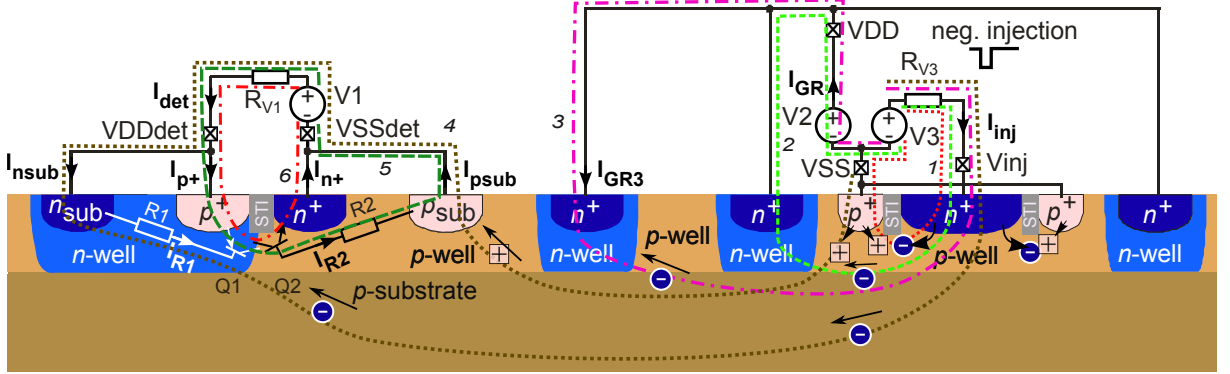 VDD
neg. injection
R_V3
I_GR
3
I_det
R_V1
+
-
V1
V2
+
-
+
-
V3
I_inj
VDDdet
VSSdet
4
2
VSS
1
Vinj
I_nsub
I_p+
6
I_n+
5
I_psub
I_GR3
n_sub
R1
p+
STI
n+
R2
p_sub
n+
n+
p+
STI
n+
STI
p+
n+
n-well
I_R1
I_R2
p-well
+
n-well
p-well
−
n-well
−
+
+
−
p-well
−
+
n-well
Q1
Q2
p-substrate
−
−